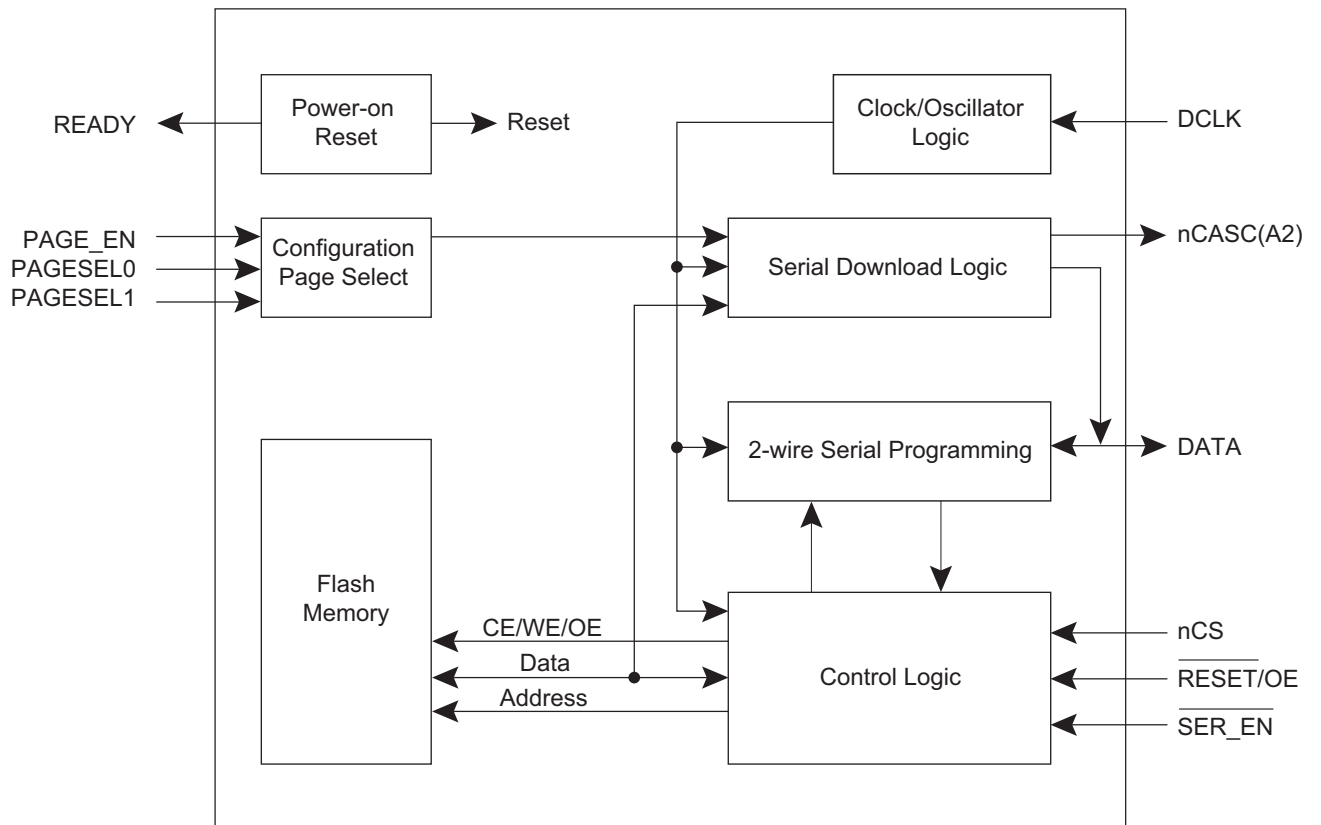 READY
Power-on
Reset
Reset
Clock/Oscillator
Logic
DCLK
PAGE_EN
PAGESEL0
PAGESEL1
Configuration
Page Select
Serial Download Logic
nCASC(A2)
2-wire Serial Programming
DATA
Flash
Memory
CE/WE/OE
Data
Address
Control Logic
nCS
RESET/OE
SER_EN